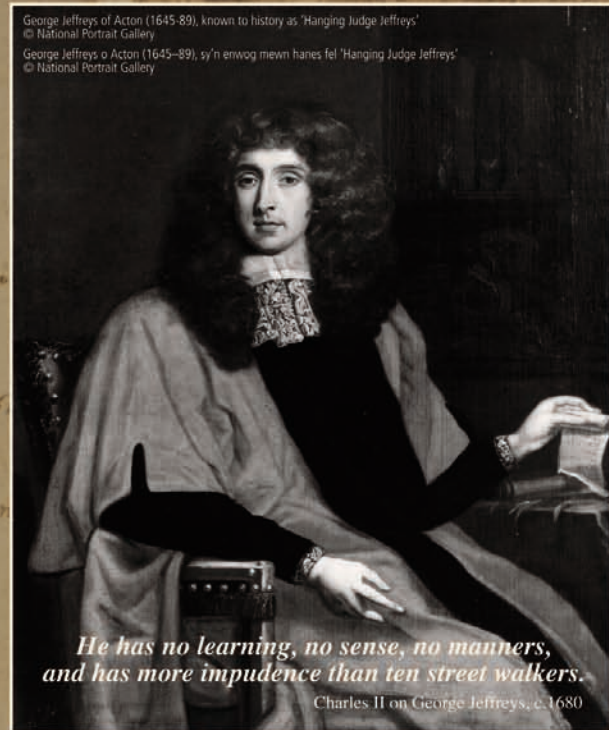 George Jeffreys of Acton (1645-89), known to history as ‘Hanging Judge Jeffreys’
© National Portrait Gallery
George Jeffreys o Acton (1645–89), sy’n enwog mewn hanes fel ‘Hanging Judge Jeffreys’
© National Portrait Gallery
He has no learning, no sense, no manners,
and has more impudence than ten street walkers.
Charles II on George Jeffreys, c.1680